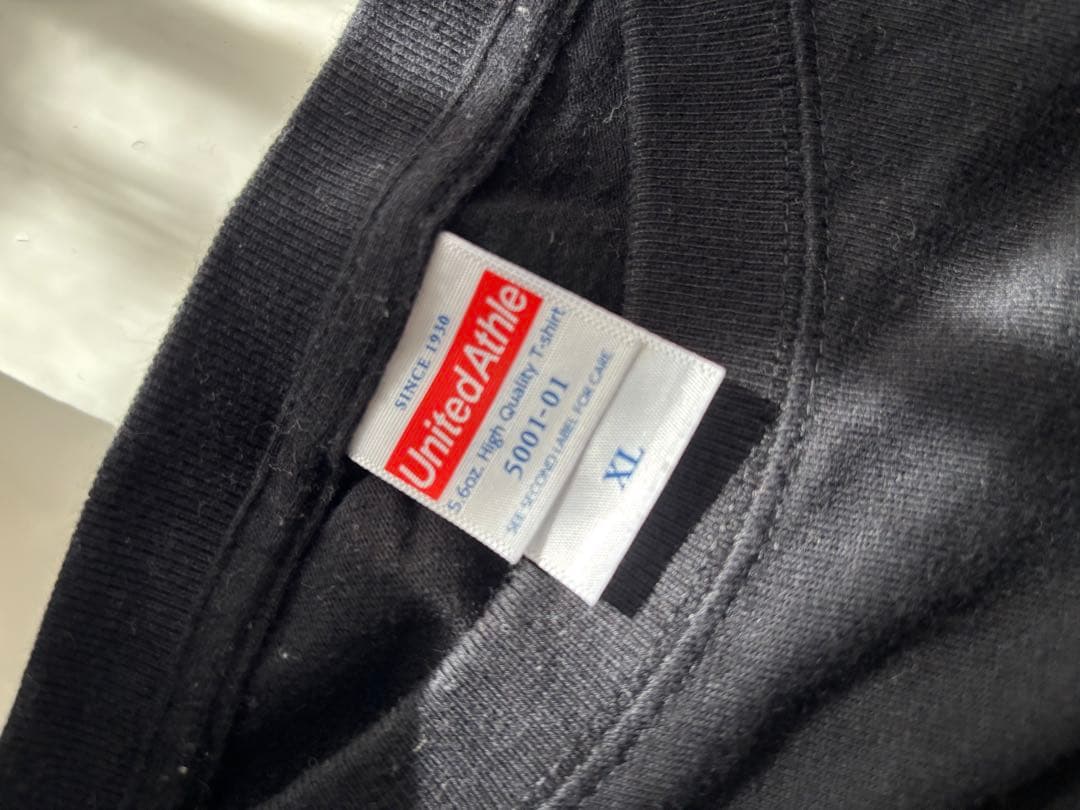 SINCE 1930
UnitedAthle
5.6oz. High Quality T-shirt
5001-01
SEE SECOND LABEL FOR CARE
XL